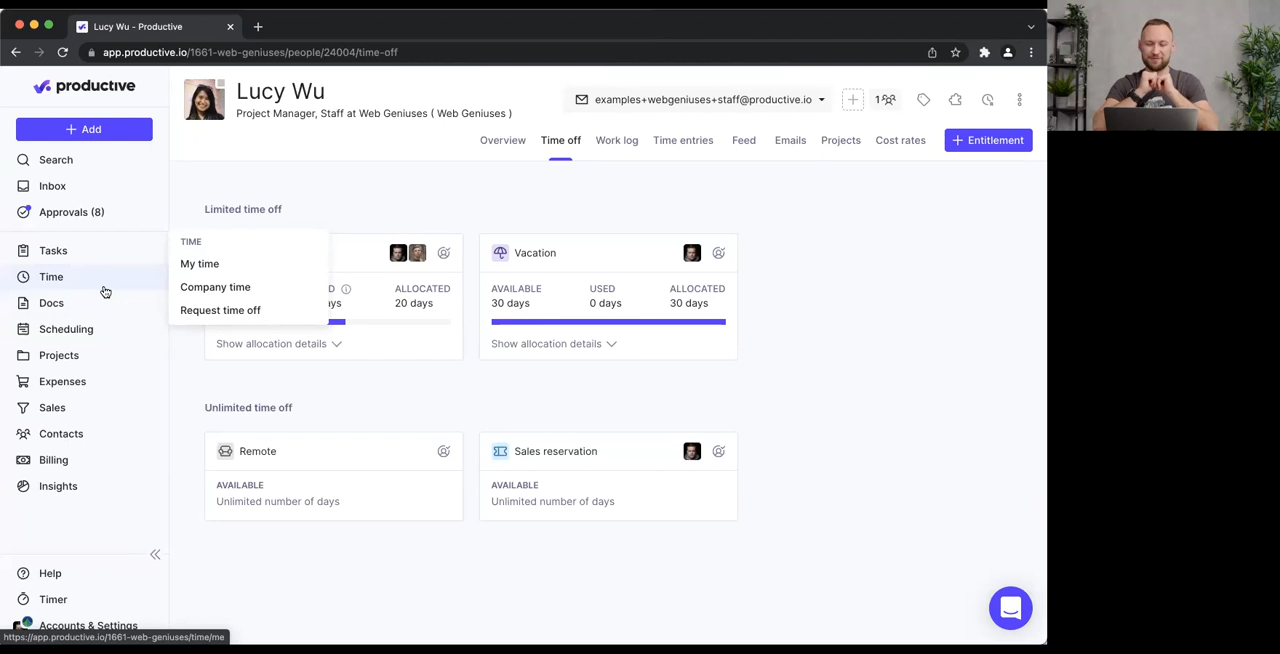 Lucy Wu - Productive
app.productive.io/1661-web-geniuses/people/24004/time-off
productive
Add
Search
Inbox
Approvals (8)
Tasks
Time
Docs
Scheduling
Projects
Expenses
Sales
Contacts
Billing
Insights
Help
Timer
Accounts & Settings
https://app.productive.io/1661-web-geniuses/time/me
Lucy Wu
Project Manager, Staff at Web Geniuses ( Web Geniuses )
examples+webgeniuses+staff@productive.io
1
Overview Time off Work log Time entries Feed Emails Projects Cost rates
Entitlement
Limited time off
TIME
My time
Company time
Request time off
ALLOCATED
20 days
Show allocation details
Vacation
AVAILABLE USED ALLOCATED
30 days 0 days 30 days
Show allocation details
Unlimited time off
Remote
AVAILABLE
Unlimited number of days
Sales reservation
AVAILABLE
Unlimited number of days